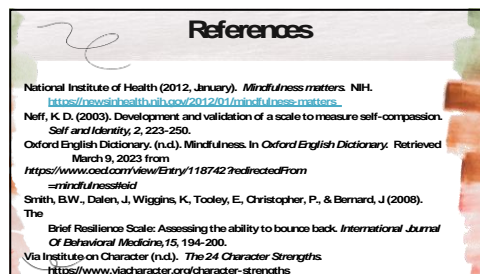 References
National Institute of Health (2012, January). Mindfulness matters. NIH.
https://newsinhealth.nih.gov/2012/01/mindfulness-matters
Neff, K. D. (2003). Development and validation of a scale to measure self-compassion.
Self and Identity, 2, 223-250.
Oxford English Dictionary. (n.d.). Mindfulness. In Oxford English Dictionary. Retrieved
March 9, 2023 from
https://www.oed.com/view/Entry/118742?redirectedFrom
=mindfulness#eid
Smith, B.W., Dalen, J, Wiggins, K, Tooley, E., Christopher, P., & Bernard, J (2008).
The
Brief Resilience Scale: Assessing the ability to bounce back. International Journal
Of Behavioral Medicine,15, 194-200.
Via Institute on Character (n.d.). The 24 Character Strengths.
https://www.viacharacter.org/character-strengths